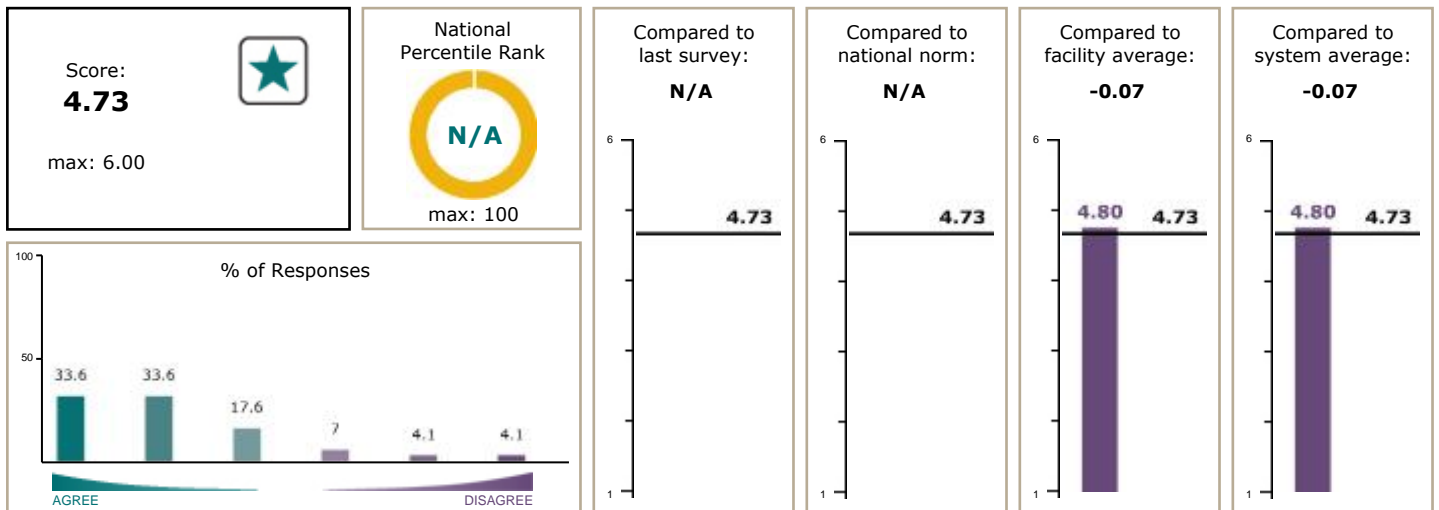 Score:
4.73
max: 6.00
National
Percentile Rank
N/A
max: 100
% of Responses
100
50
33.6
33.6
17.6
7
4.1
4.1
AGREE
DISAGREE
Compared to
last survey:
N/A
6
4.73
1
Compared to
national norm:
N/A
6
4.73
1
Compared to
facility average:
-0.07
6
4.80
4.73
1
Compared to
system average:
-0.07
6
4.80
4.73
1